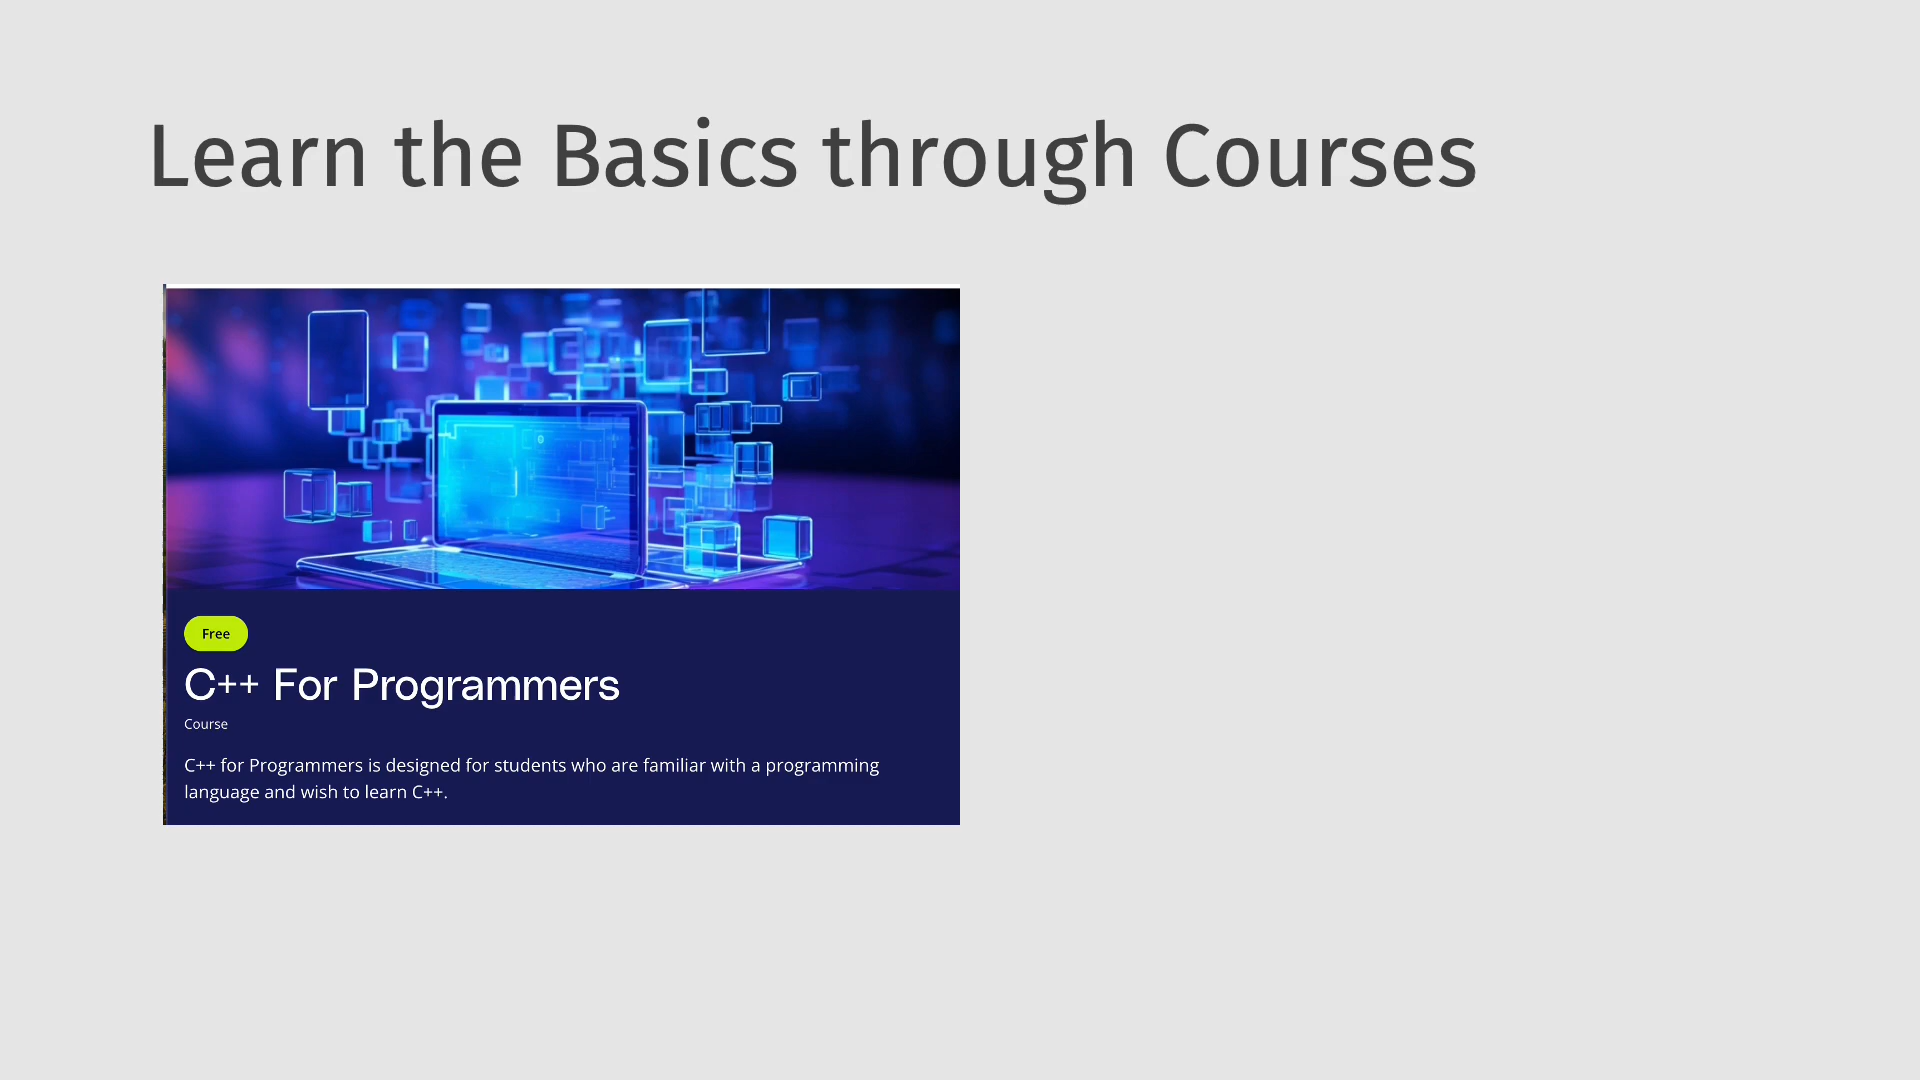 Learn the Basics through Courses
Free
C++ For Programmers
Course
C++ for Programmers is designed for students who are familiar with a programming
language and wish to learn C++.